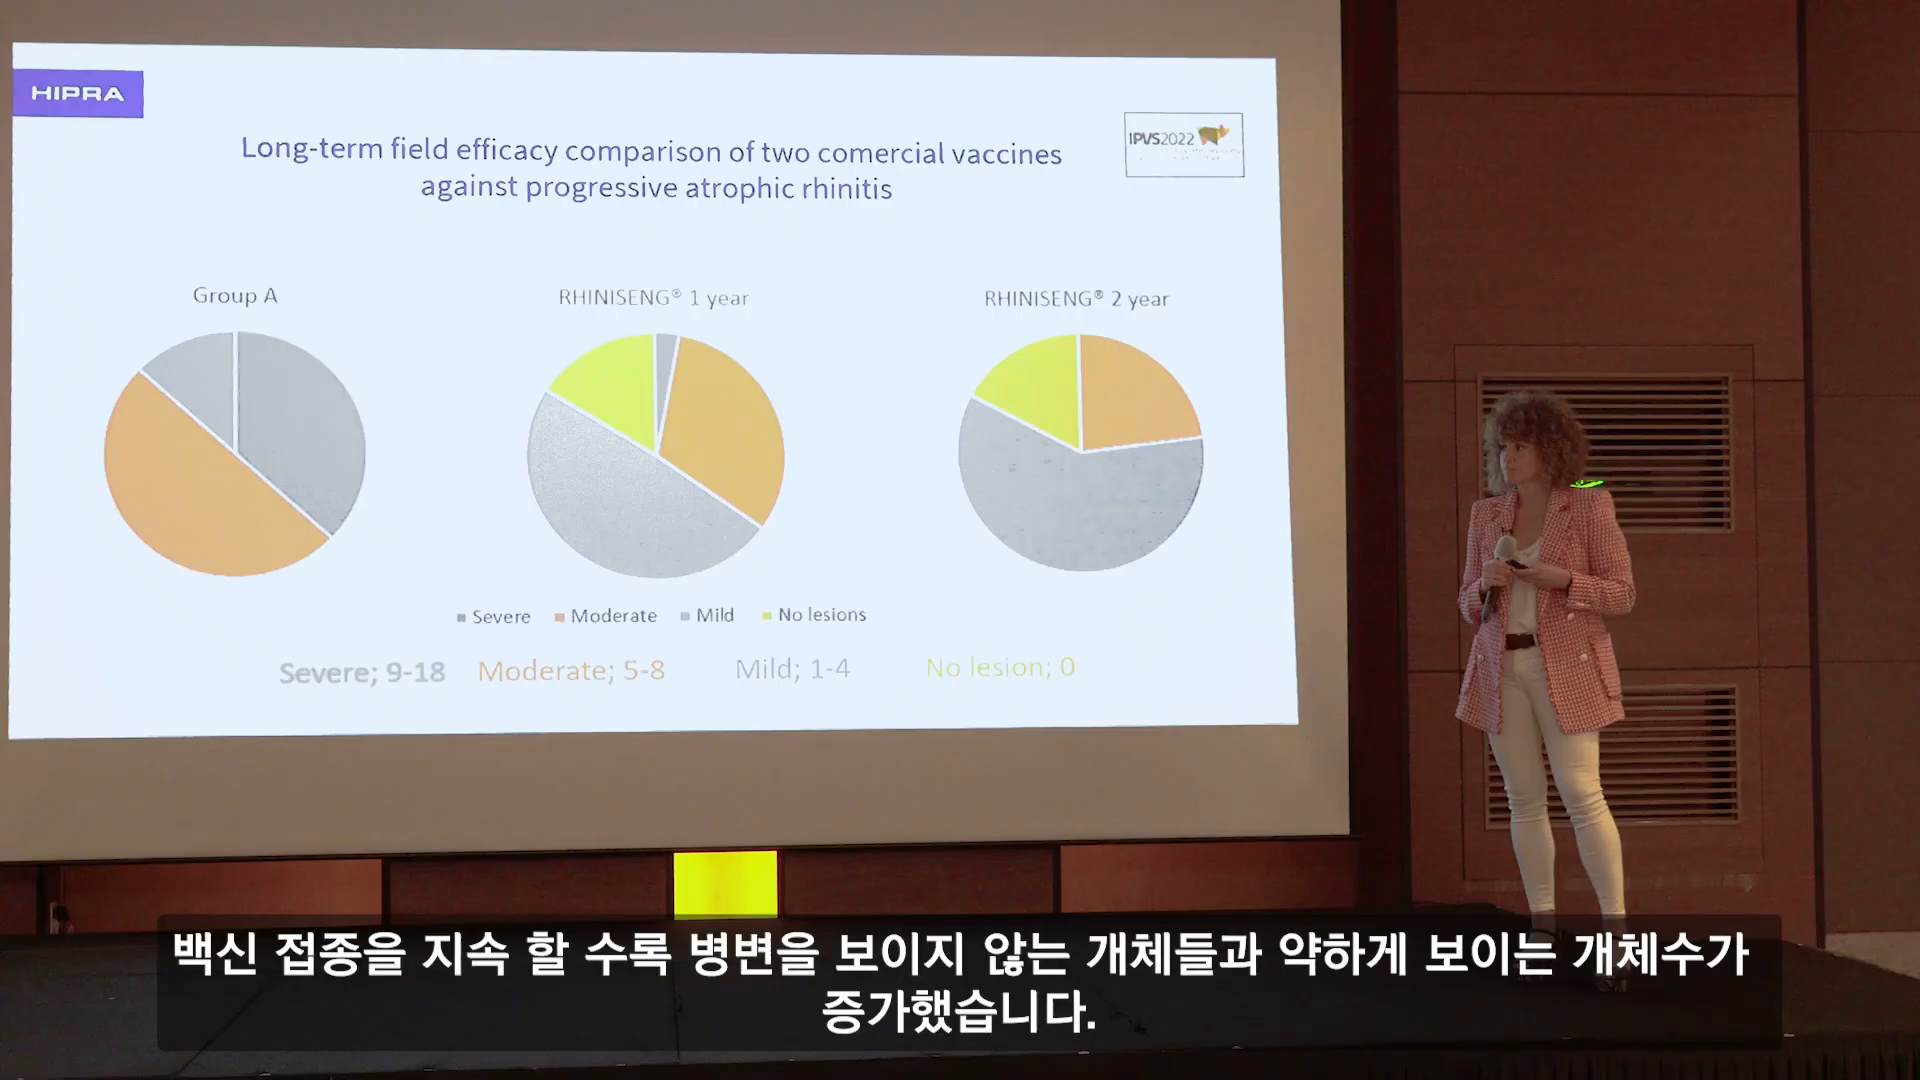 HIPRA
IPVS2022
Long-term field efficacy comparison of two comercial vaccines
against progressive atrophic rhinitis
Group A
RHINISENG® 1 year
RHINISENG® 2 year
Severe Moderate Mild No lesions
Severe; 9-18 Moderate; 5-8 Mild; 1-4 No lesion; 0
백신 접종을 지속 할 수록 병변을 보이지 않는 개체들과 약하게 보이는 개체수가
증가했습니다.